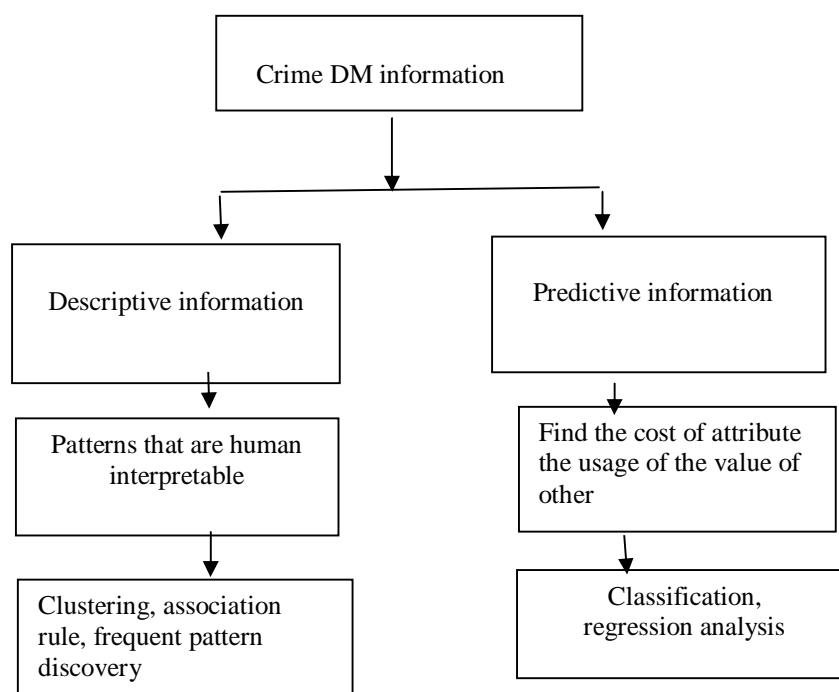 Crime DM information
Descriptive information
Predictive information
Patterns that are human
interpretable
Find the cost of attribute
the usage of the value of
other
Clustering, association
rule, frequent pattern
discovery
Classification,
regression analysis